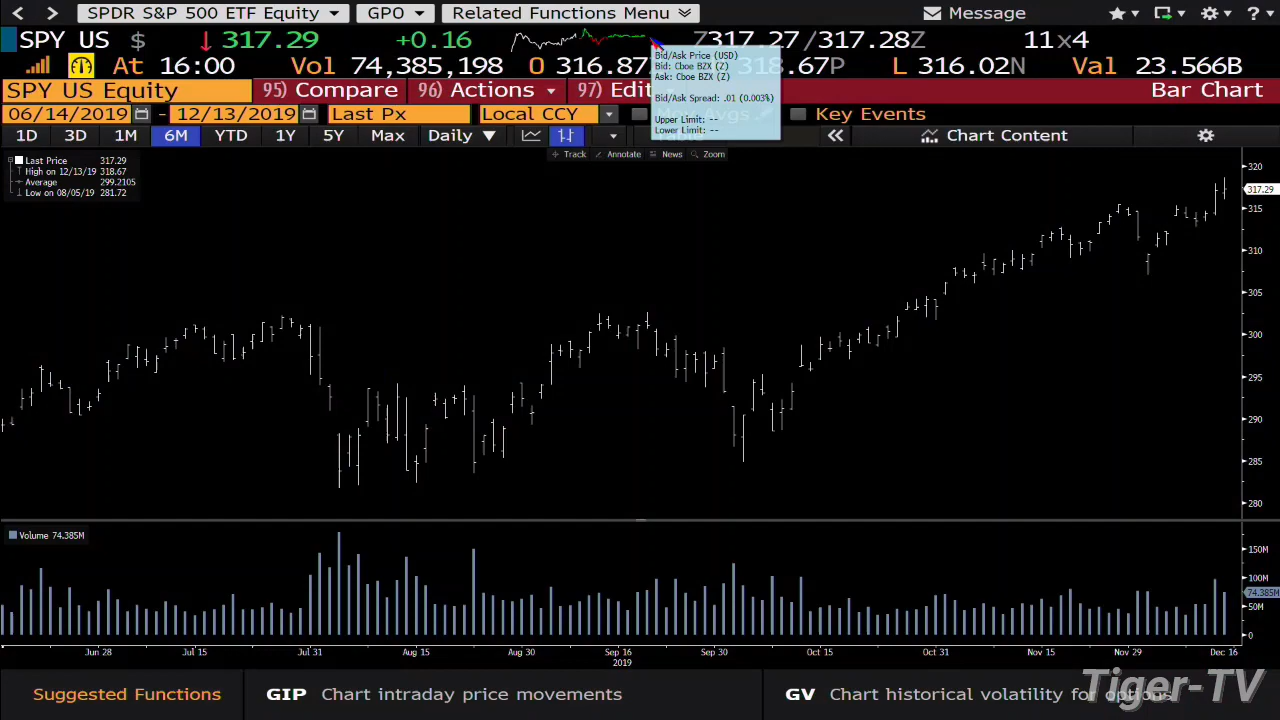 SPDR S&P 500 ETF Equity GPO Related Functions Menu Message
SPY US $ ↓ 317.29 +0.16 Z317.27 /317.28Z 11x4
At 16:00 Vol 74,385,198 O 316.87 318.67P L 316.02N Val 23.566B
Bid/Ask Price (USD)
Bid: Cboe BZX (Z)
Ask: Cboe BZX (Z)
Bid/Ask Spread: .01 (0.003%)
Upper Limit: --
Lower Limit: --
SPY US Equity 95) Compare 96) Actions 97) Edit Bar Chart
06/14/2019 - 12/13/2019 Last Px Local CCY Mov Avgs Key Events
1D 3D 1M 6M YTD 1Y 5Y Max Daily Table Chart Content
Track Annotate News Zoom
Last Price 317.29
High on 12/13/19 318.67
Average 299.2105
Low on 08/05/19 281.72
320
317.29
315
310
305
300
295
290
285
280
Volume 74.385M
150M
100M
74.385M
50M
0
Jun 28 Jul 15 Jul 31 Aug 15 Aug 30 Sep 16 Sep 30 Oct 15 Oct 31 Nov 15 Nov 29 Dec 16
2019
Suggested Functions GIP Chart intraday price movements GV Chart historical volatility for options
Tiger-TV